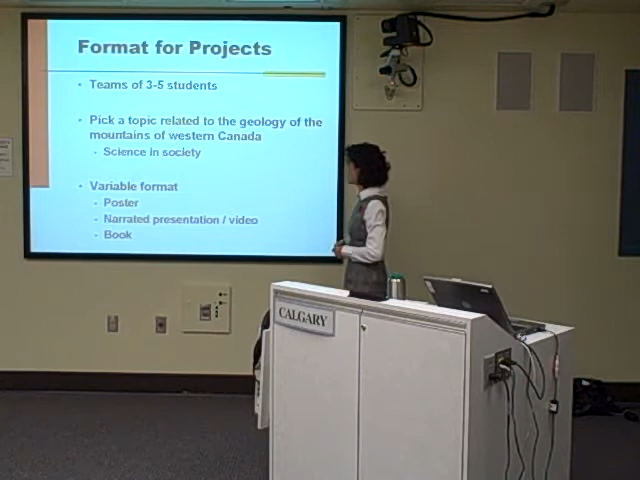 Format for Projects
Teams of 3-5 students
Pick a topic related to the geology of the
mountains of western Canada
Science in society
Variable format
Poster
Narrated presentation / video
Book
CALGARY